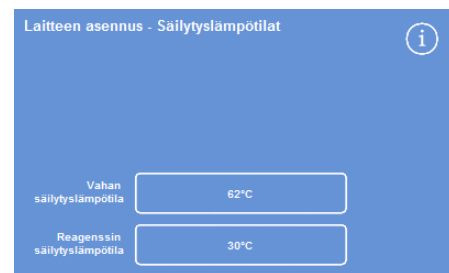 Laitteen asennus - Säilytyslämpötilat
i
Vahan
säilytyslämpötila
62°C
Reagenssin
säilytyslämpötila
30°C